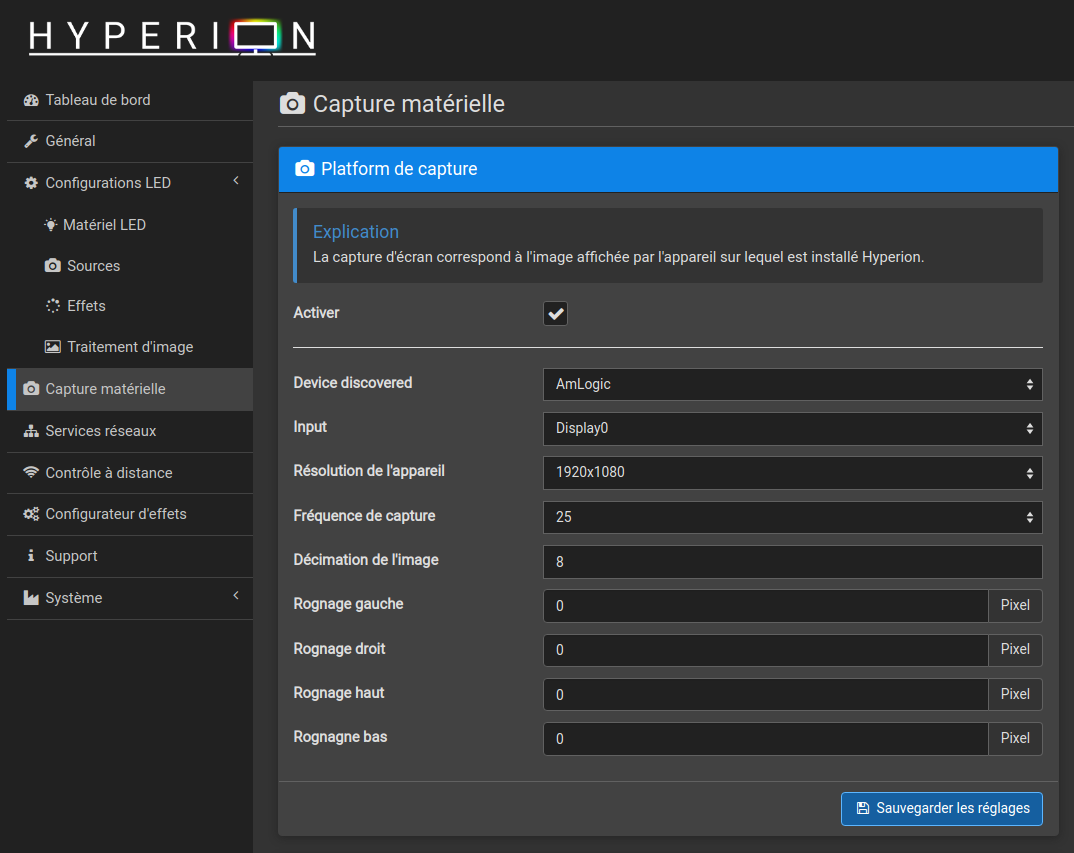 HYPERION
Tableau de bord
Général
Configurations LED
Matériel LED
Sources
Effets
Traitement d'image
Capture matérielle
Services réseaux
Contrôle à distance
Configurateur d'effets
Support
Système
Capture matérielle
Platform de capture
Explication
La capture d'écran correspond à l'image affichée par l'appareil sur lequel est installé Hyperion.
Activer
Device discovered AmLogic
Input Display0
Résolution de l'appareil 1920x1080
Fréquence de capture 25
Décimation de l'image 8
Rognage gauche 0 Pixel
Rognage droit 0 Pixel
Rognage haut 0 Pixel
Rognagne bas 0 Pixel
Sauvegarder les réglages